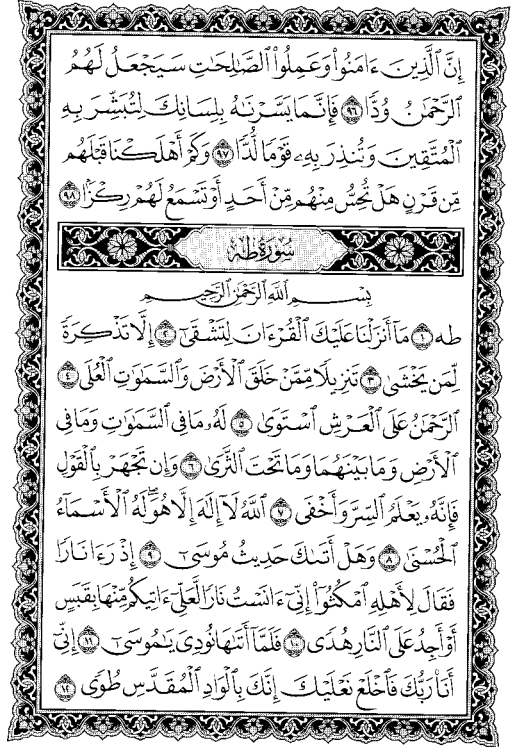 إِنَّ ٱلَّذِينَ ءَامَنُوا۟ وَعَمِلُوا۟ ٱلصَّٰلِحَٰتِ سَيَجْعَلُ لَهُمُ
ٱلرَّحْمَٰنُ وُدًّا ٩٦ فَإِنَّمَا يَسَّرْنَٰهُ بِلِسَانِكَ لِتُبَشِّرَ بِهِ
ٱلْمُتَّقِينَ وَتُنذِرَ بِهِۦ قَوْمًا لُّدًّا ٩٧ وَكَمْ أَهْلَكْنَا قَبْلَهُم
مِّن قَرْنٍ هَلْ تُحِسُّ مِنْهُم مِّنْ أَحَدٍ أَوْ تَسْمَعُ لَهُمْ رِكْزًۢا ٩٨
سُورَةُ طه
بِسْمِ ٱللَّهِ ٱلرَّحْمَٰنِ ٱلرَّحِيمِ
طه ١ مَآ أَنزَلْنَا عَلَيْكَ ٱلْقُرْءَانَ لِتَشْقَىٰٓ ٢ إِلَّا تَذْكِرَةً
لِّمَن يَخْشَىٰ ٣ تَنزِيلًا مِّمَّنْ خَلَقَ ٱلْأَرْضَ وَٱلسَّمَٰوَٰتِ ٱلْعُلَى ٤
ٱلرَّحْمَٰنُ عَلَى ٱلْعَرْشِ ٱسْتَوَىٰ ٥ لَهُۥ مَا فِى ٱلسَّمَٰوَٰتِ وَمَا فِى
ٱلْأَرْضِ وَمَا بَيْنَهُمَا وَمَا تَحْتَ ٱلثَّرَىٰ ٦ وَإِن تَجْهَرْ بِٱلْقَوْلِ
فَإِنَّهُۥ يَعْلَمُ ٱلسِّرَّ وَأَخْفَى ٧ ٱللَّهُ لَآ إِلَٰهَ إِلَّا هُوَ ۖ لَهُ ٱلْأَسْمَآءُ
ٱلْحُسْنَىٰ ٨ وَهَلْ أَتَىٰكَ حَدِيثُ مُوسَىٰٓ ٩ إِذْ رَءَا نَارًا
فَقَالَ لِأَهْلِهِ ٱمْكُثُوٓا۟ إِنِّىٓ ءَانَسْتُ نَارًا لَّعَلِّىٓ ءَاتِيكُم مِّنْهَا بِقَبَسٍ
أَوْ أَجِدُ عَلَى ٱلنَّارِ هُدًى ١٠ فَلَمَّآ أَتَىٰهَا نُودِىَ يَٰمُوسَىٰٓ ١١ إِنِّىٓ
أَنَا۠ رَبُّكَ فَٱخْلَعْ نَعْلَيْكَ ۖ إِنَّكَ بِٱلْوَادِ ٱلْمُقَدَّسِ طُوًى ١٢